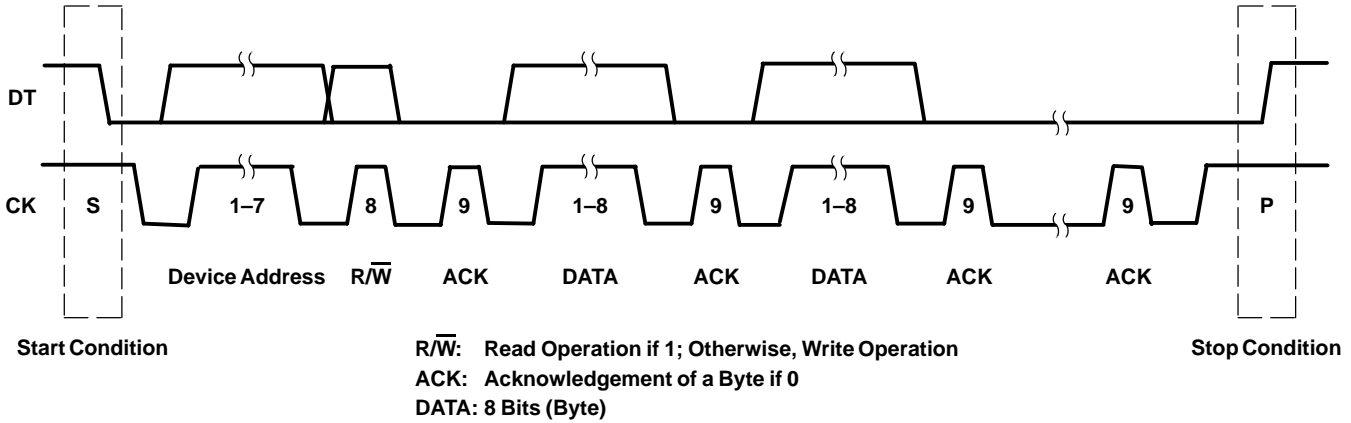 DT
CK S 1–7 8 9 1–8 9 1–8 9 9 P
Device Address R/W̅ ACK DATA ACK DATA ACK ACK
Start Condition Stop Condition
R/W̅: Read Operation if 1; Otherwise, Write Operation
ACK: Acknowledgement of a Byte if 0
DATA: 8 Bits (Byte)